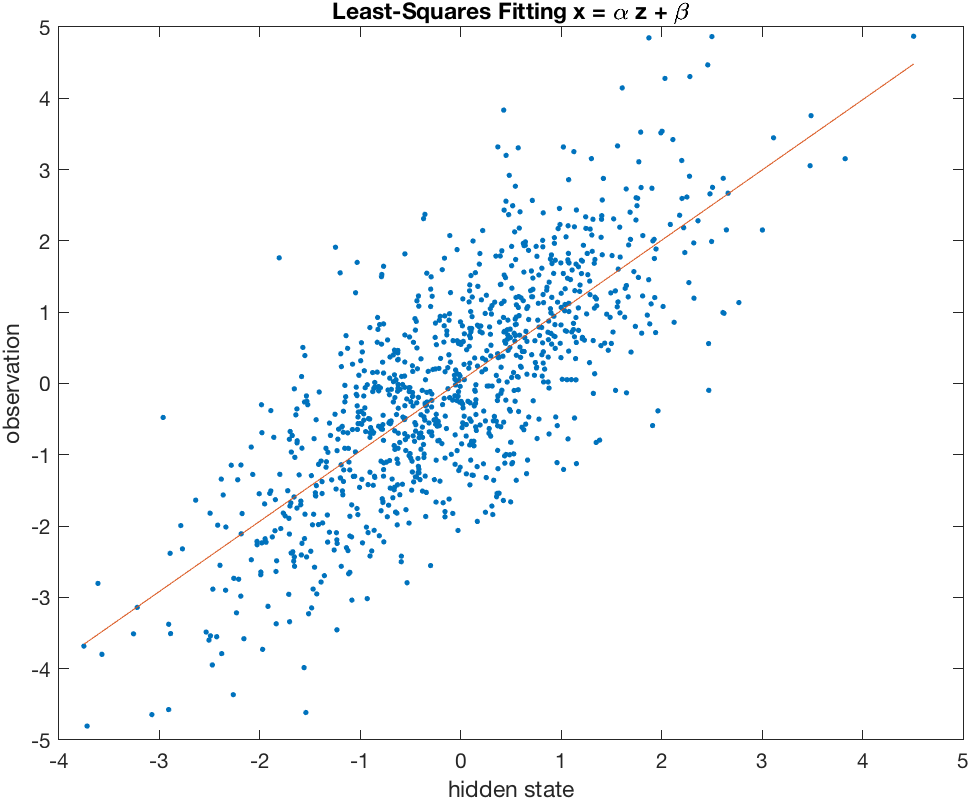 Least-Squares Fitting x = α z + β
5
4
3
2
1
0
-1
-2
-3
-4
-5
observation
-4 -3 -2 -1 0 1 2 3 4 5
hidden state